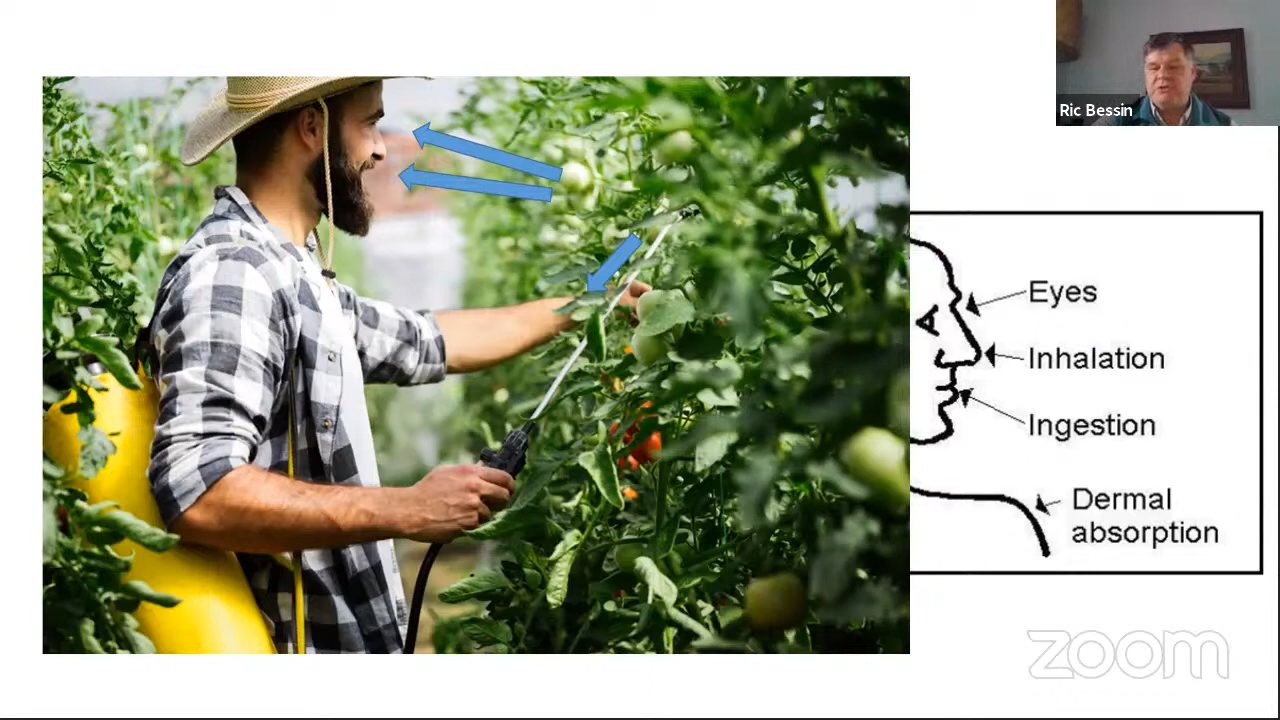 Ric Bessin
Eyes
Inhalation
Ingestion
Dermal
absorption
zoom